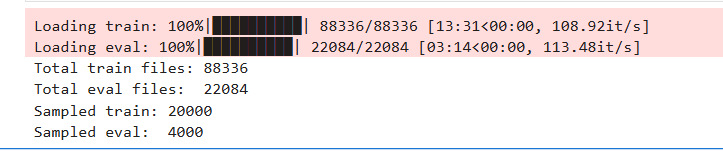 Loading train: 100%|██████████| 88336/88336 [13:31<00:00, 108.92it/s]
Loading eval: 100%|██████████| 22084/22084 [03:14<00:00, 113.48it/s]
Total train files: 88336
Total eval files:  22084
Sampled train: 20000
Sampled eval:  4000